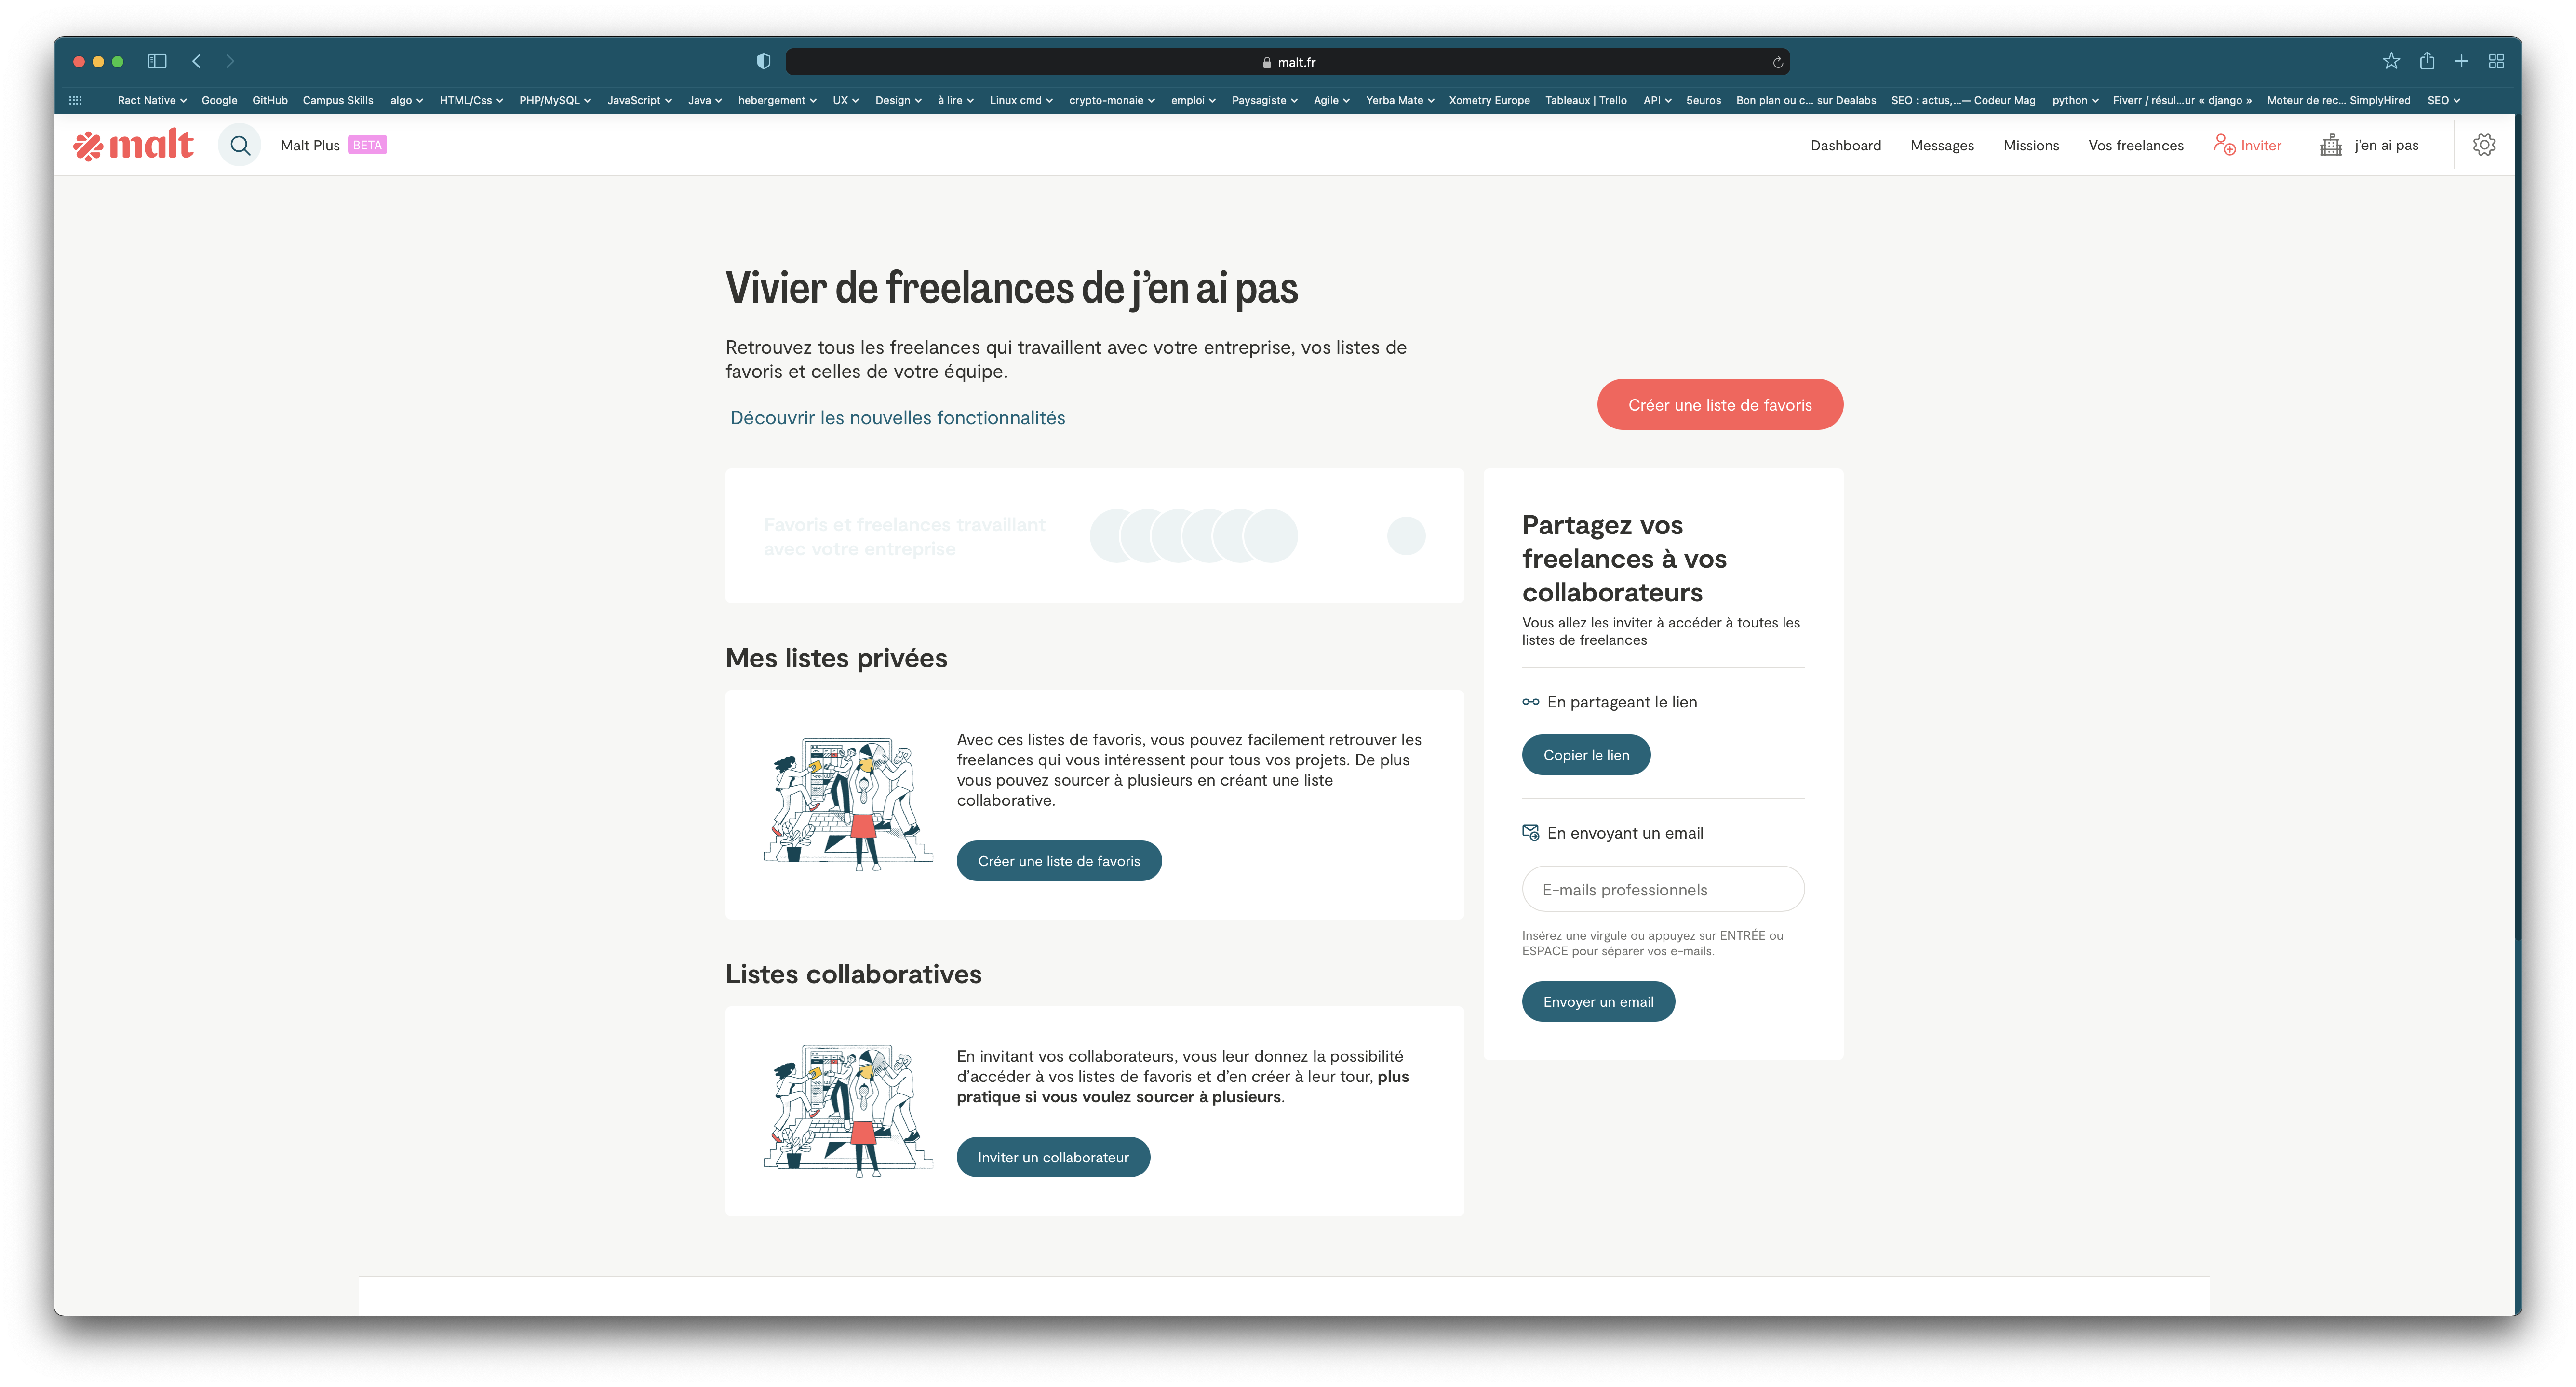 malt.fr
Ract Native
Google
GitHub
Campus Skills
algo
HTML/Css
PHP/MySQL
JavaScript
Java
hebergement
UX
Design
à lire
Linux cmd
crypto-monaie
emploi
Paysagiste
Agile
Yerba Mate
Xometry Europe
Tableaux | Trello
API
5euros
Bon plan ou c... sur Dealabs
SEO : actus,...— Codeur Mag
python
Fiverr / résul...ur « django »
Moteur de rec... SimplyHired
SEO
malt
Malt Plus BETA
Dashboard
Messages
Missions
Vos freelances
Inviter
j'en ai pas
Vivier de freelances de j'en ai pas
Retrouvez tous les freelances qui travaillent avec votre entreprise, vos listes de
favoris et celles de votre équipe.
Découvrir les nouvelles fonctionnalités
Créer une liste de favoris
Favoris et freelances travaillant
avec votre entreprise
Mes listes privées
Avec ces listes de favoris, vous pouvez facilement retrouver les
freelances qui vous intéressent pour tous vos projets. De plus
vous pouvez sourcer à plusieurs en créant une liste
collaborative.
Créer une liste de favoris
Listes collaboratives
En invitant vos collaborateurs, vous leur donnez la possibilité
d'accéder à vos listes de favoris et d'en créer à leur tour, plus
pratique si vous voulez sourcer à plusieurs.
Inviter un collaborateur
Partagez vos
freelances à vos
collaborateurs
Vous allez les inviter à accéder à toutes les
listes de freelances
En partageant le lien
Copier le lien
En envoyant un email
E-mails professionnels
Insérez une virgule ou appuyez sur ENTRÉE ou
ESPACE pour séparer vos e-mails.
Envoyer un email